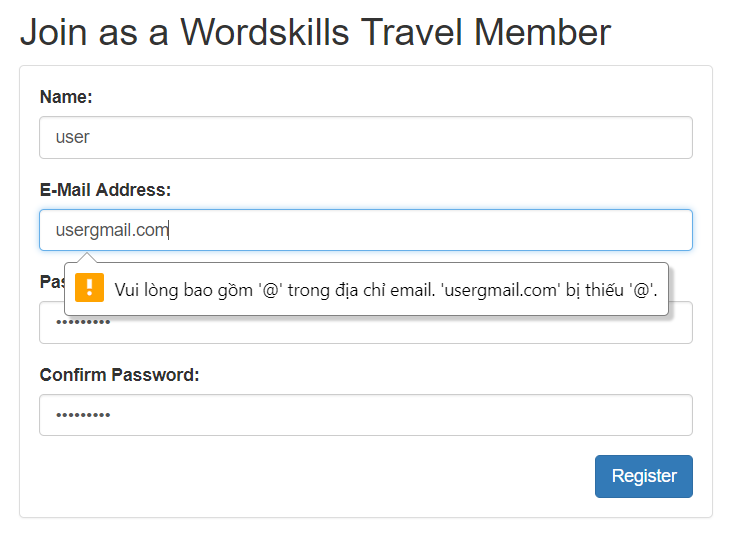 Join as a Wordskills Travel Member
Name:
user
E-Mail Address:
usergmail.com
Vui lòng bao gồm '@' trong địa chỉ email. 'usergmail.com' bị thiếu '@'.
•••••••••
Confirm Password:
•••••••••
Register